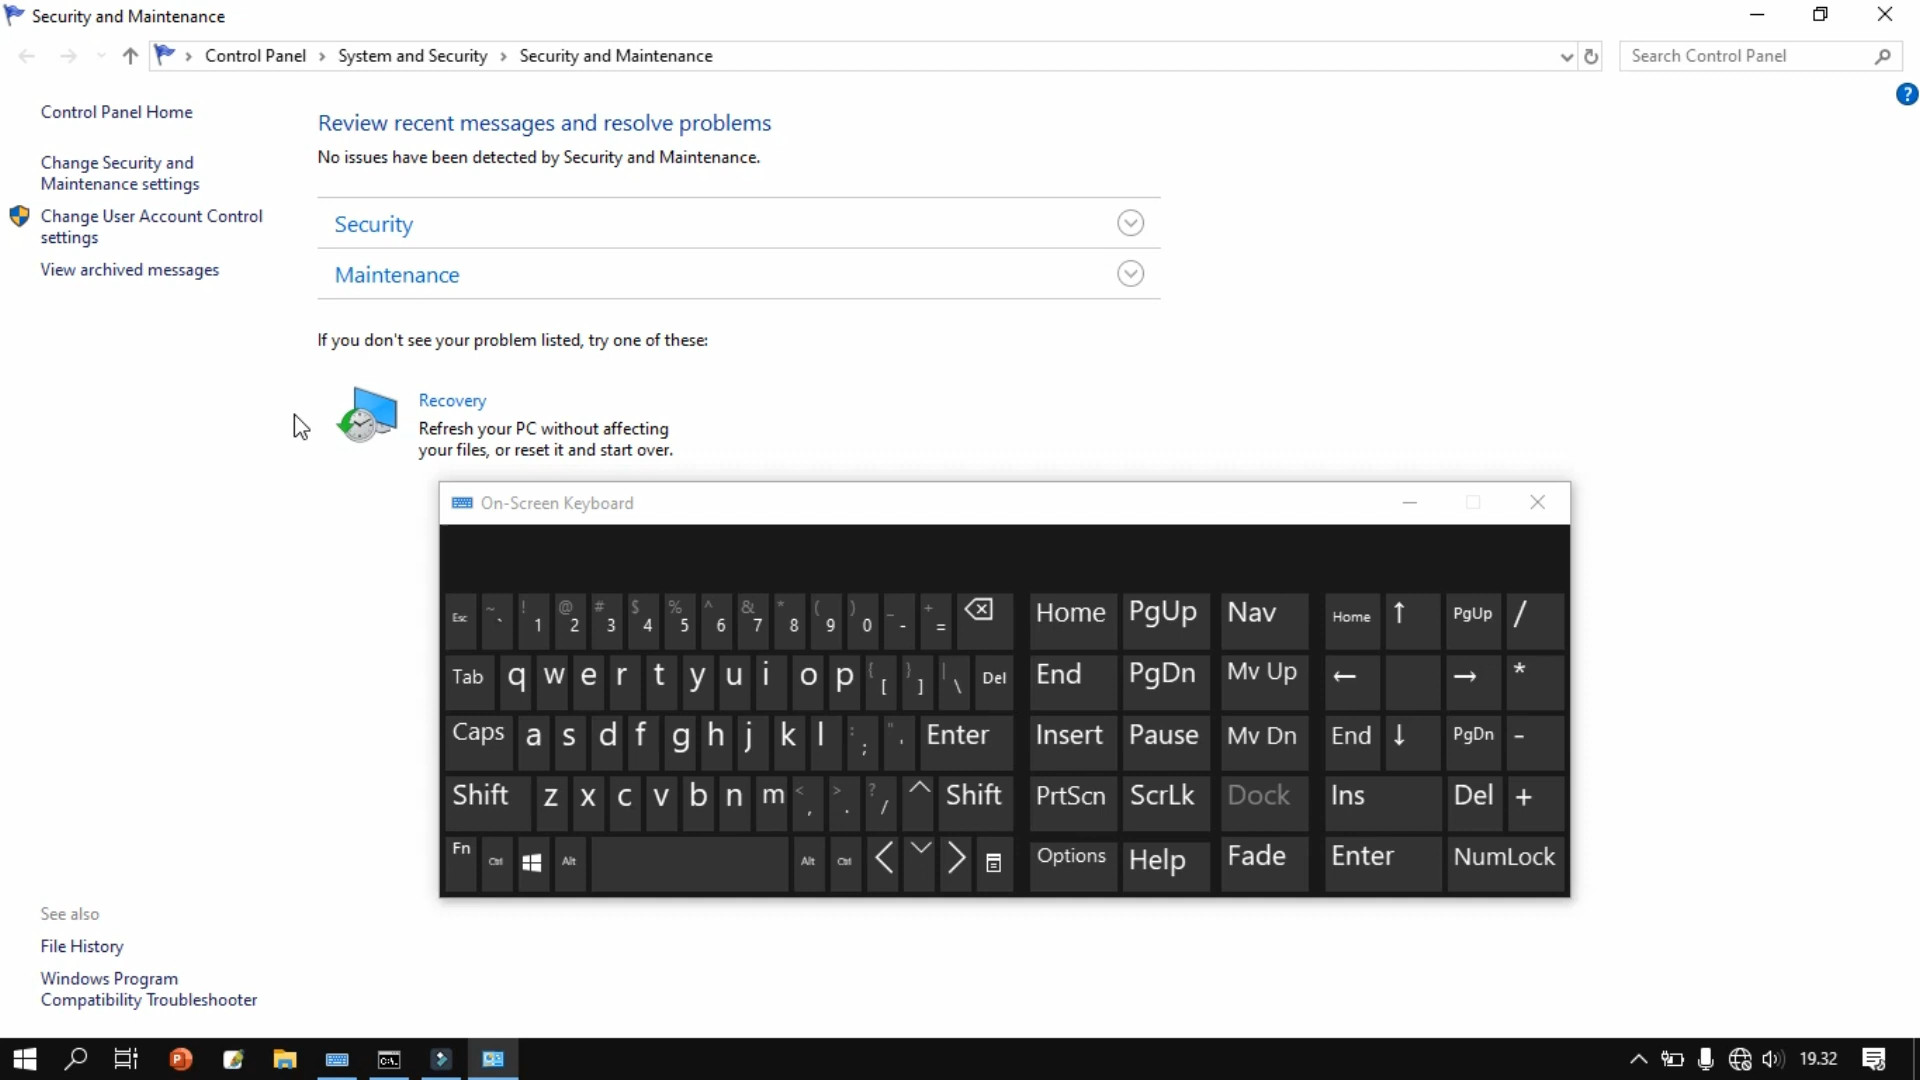 Security and Maintenance
Control Panel › System and Security › Security and Maintenance
Search Control Panel
?
Control Panel Home
Change Security and
Maintenance settings
Change User Account Control
settings
View archived messages
Review recent messages and resolve problems
No issues have been detected by Security and Maintenance.
Security
Maintenance
If you don't see your problem listed, try one of these:
Recovery
Refresh your PC without affecting
your files, or reset it and start over.
On-Screen Keyboard
Esc ~ ` ! 1 @ 2 # 3 $ 4 % 5 ^ 6 & 7 * 8 ( 9 ) 0 _ - + = Home PgUp Nav Home ↑ PgUp /
Tab q w e r t y u i o p { [ } ] | \ Del End PgDn Mv Up ← → *
Caps a s d f g h j k l : ; " ' Enter Insert Pause Mv Dn End ↓ PgDn -
Shift z x c v b n m < , > . ? / Shift PrtScn ScrLk Dock Ins Del +
Fn Ctrl Alt Alt Ctrl Options Help Fade Enter NumLock
See also
File History
Windows Program
Compatibility Troubleshooter
19.32